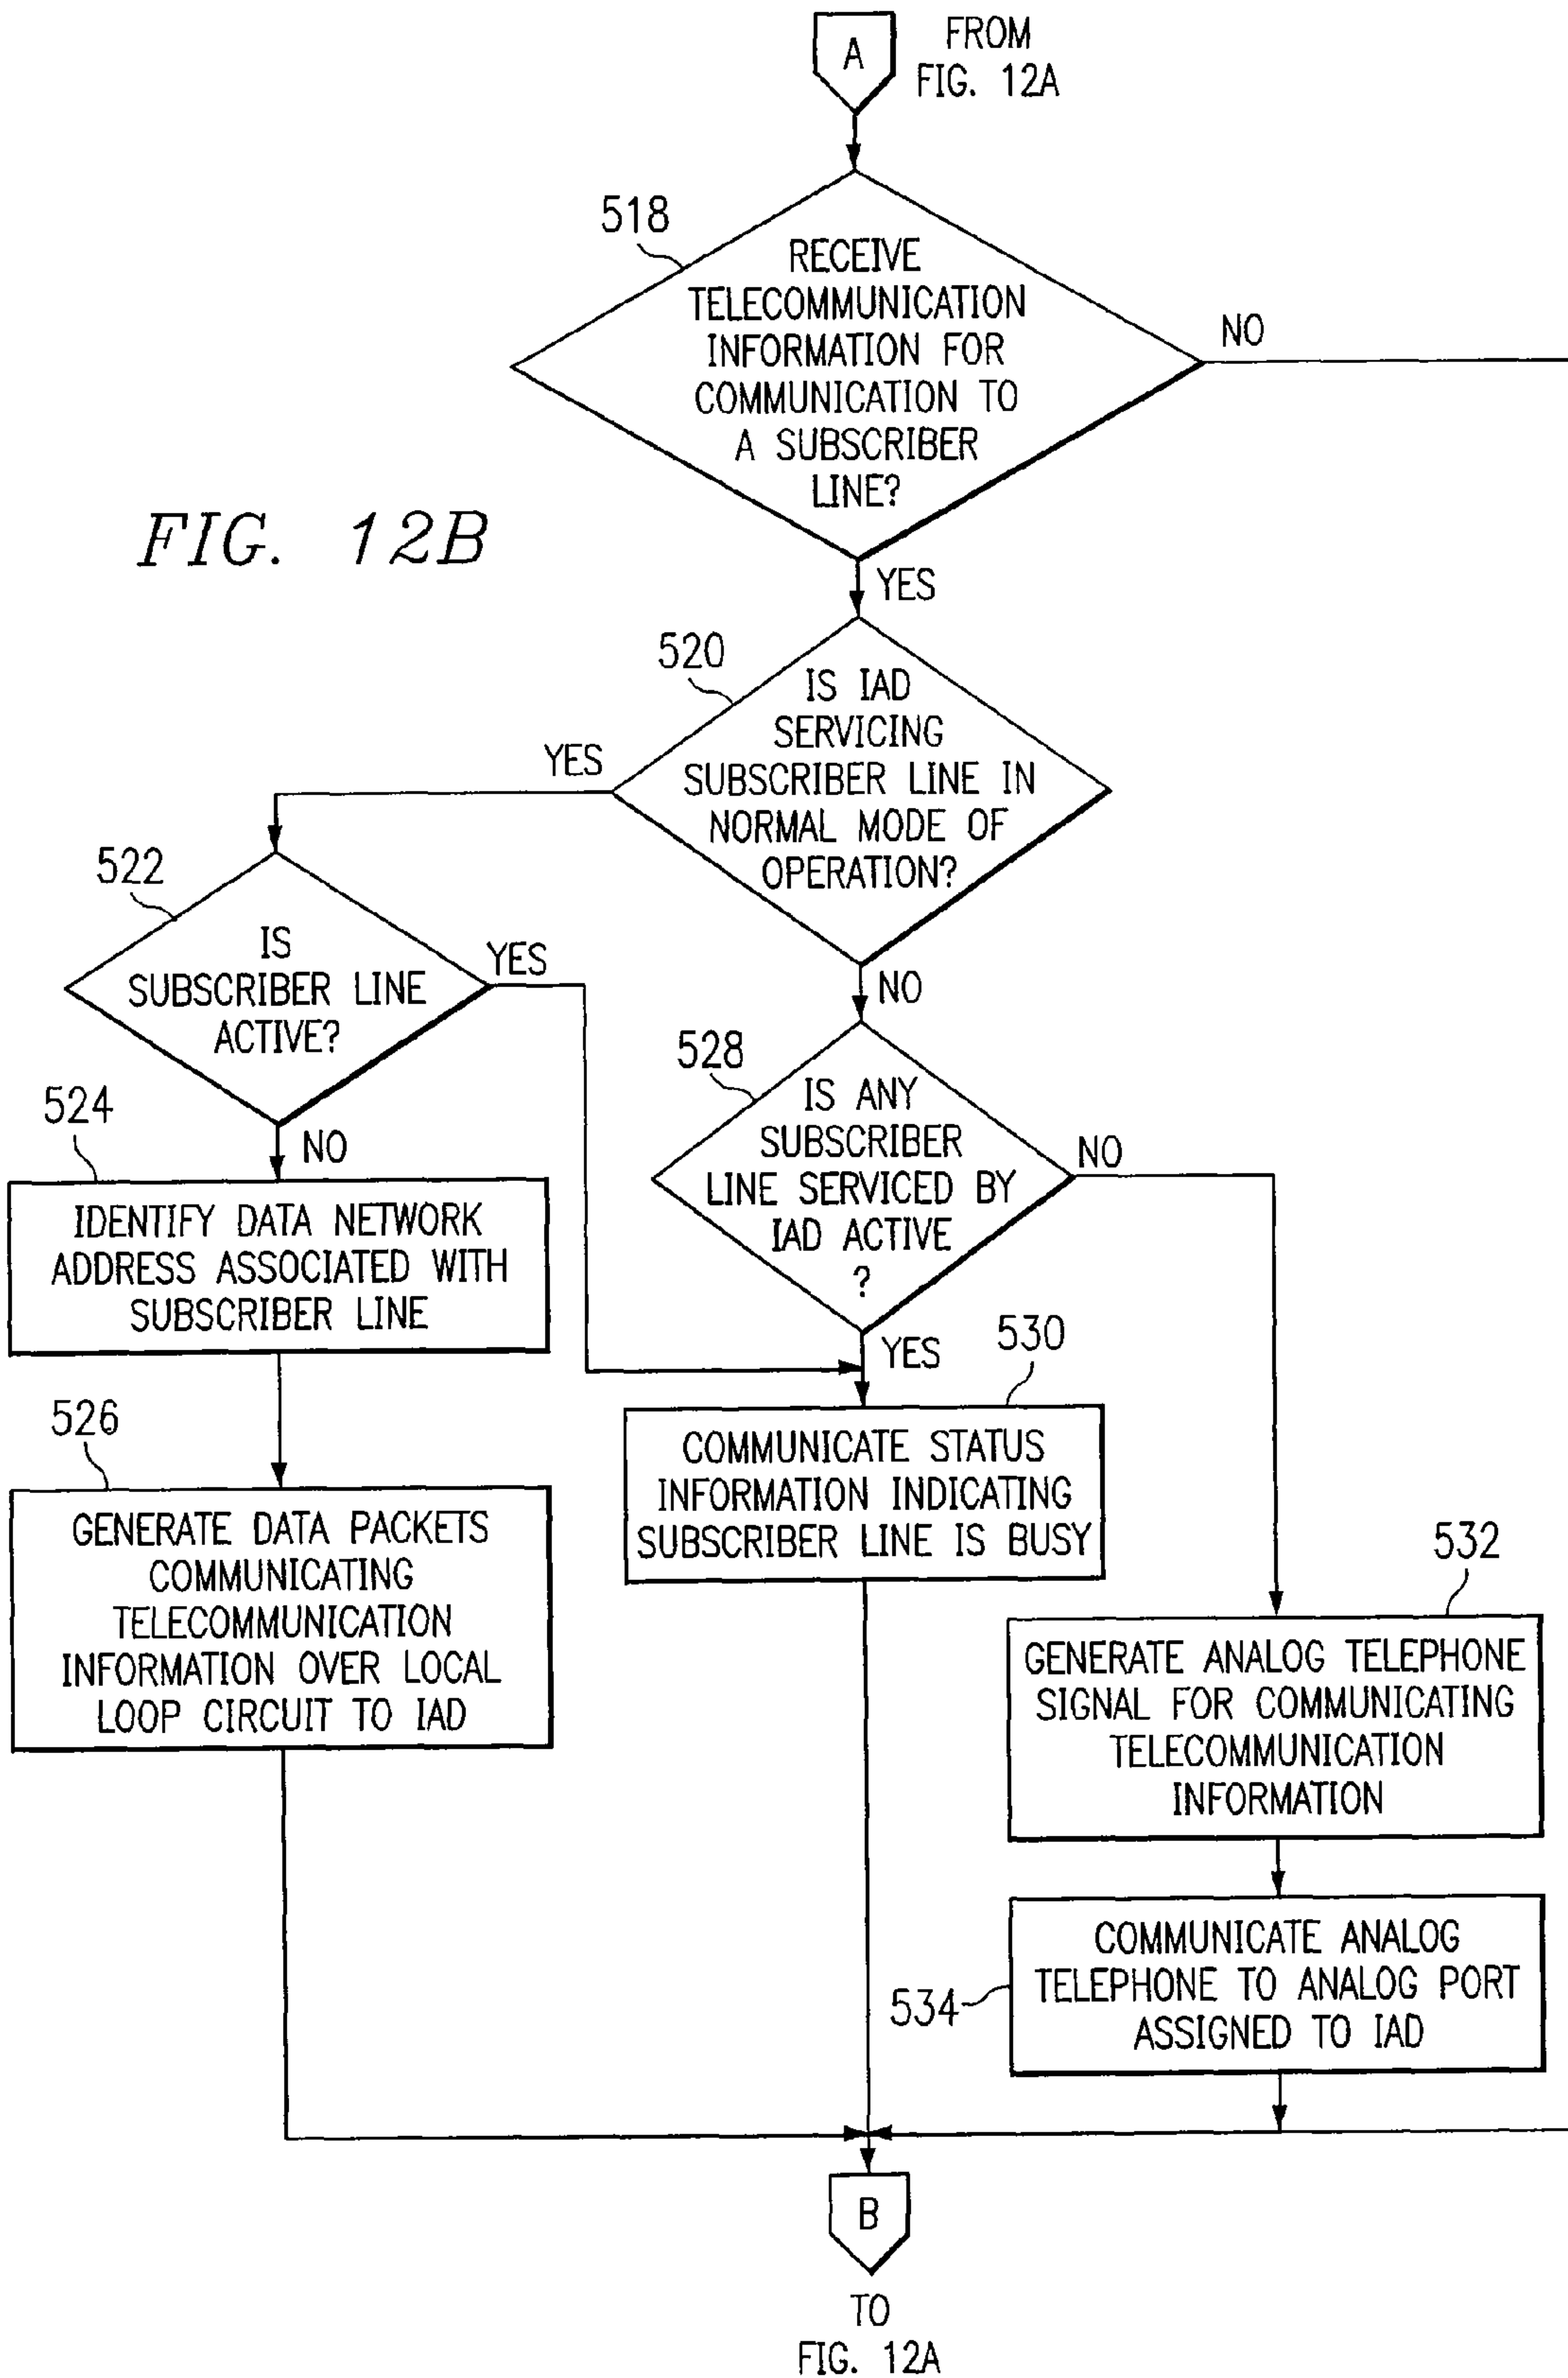 A
FROM
FIG. 12A
518
RECEIVE
TELECOMMUNICATION
INFORMATION FOR
COMMUNICATION TO
A SUBSCRIBER
LINE?
NO
FIG. 12B
YES
520
IS IAD
SERVICING
SUBSCRIBER LINE IN
NORMAL MODE OF
OPERATION?
YES
NO
522
IS
SUBSCRIBER LINE
ACTIVE?
YES
NO
528
IS ANY
SUBSCRIBER
LINE SERVICED BY
IAD ACTIVE
?
NO
YES
524
IDENTIFY DATA NETWORK
ADDRESS ASSOCIATED WITH
SUBSCRIBER LINE
530
COMMUNICATE STATUS
INFORMATION INDICATING
SUBSCRIBER LINE IS BUSY
526
GENERATE DATA PACKETS
COMMUNICATING
TELECOMMUNICATION
INFORMATION OVER LOCAL
LOOP CIRCUIT TO IAD
532
GENERATE ANALOG TELEPHONE
SIGNAL FOR COMMUNICATING
TELECOMMUNICATION
INFORMATION
534
COMMUNICATE ANALOG
TELEPHONE TO ANALOG PORT
ASSIGNED TO IAD
B
TO
FIG. 12A